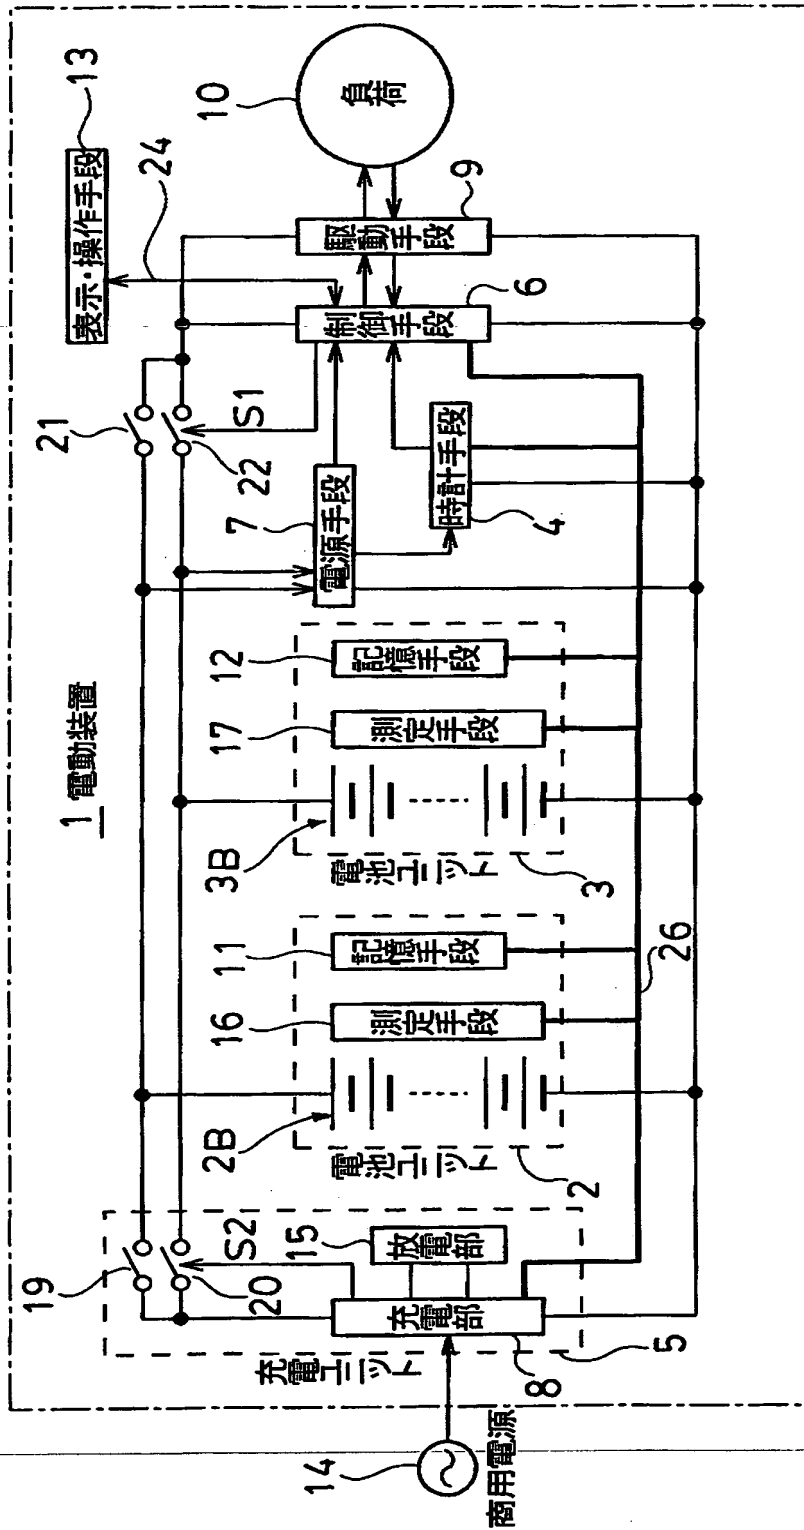 1 電動装置
表示・操作手段
13
24
10
負荷
駆動手段
9
制御手段
6
21
22
S1
7
電源手段
時計手段
4
12
記憶手段
17
測定手段
3B
電池ユニット
3
11
記憶手段
16
測定手段
2B
電池ユニット
2
26
19
20
S2
15
放電部
充電部
8
充電ユニット
5
14
商用電源